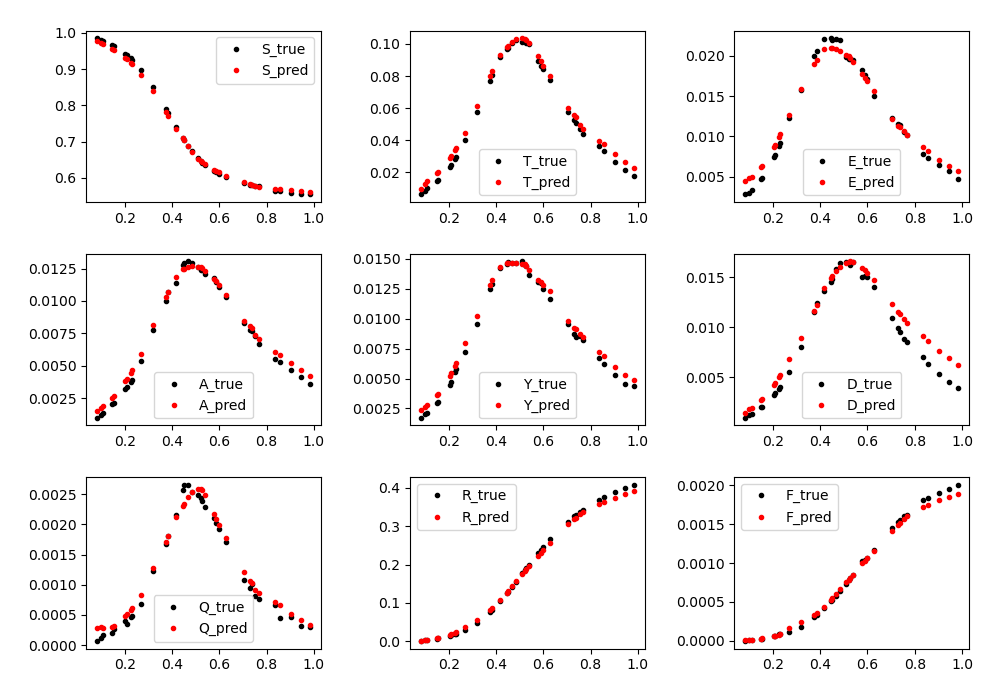 1.0
0.9
0.8
0.7
0.6
S_true
S_pred
0.2 0.4 0.6 0.8 1.0
0.10
0.08
0.06
0.04
0.02
T_true
T_pred
0.2 0.4 0.6 0.8 1.0
0.020
0.015
0.010
0.005
E_true
E_pred
0.2 0.4 0.6 0.8 1.0
0.0125
0.0100
0.0075
0.0050
0.0025
A_true
A_pred
0.2 0.4 0.6 0.8 1.0
0.0150
0.0125
0.0100
0.0075
0.0050
0.0025
Y_true
Y_pred
0.2 0.4 0.6 0.8 1.0
0.015
0.010
0.005
D_true
D_pred
0.2 0.4 0.6 0.8 1.0
0.0025
0.0020
0.0015
0.0010
0.0005
0.0000
Q_true
Q_pred
0.2 0.4 0.6 0.8 1.0
0.4
0.3
0.2
0.1
0.0
R_true
R_pred
0.2 0.4 0.6 0.8 1.0
0.0020
0.0015
0.0010
0.0005
0.0000
F_true
F_pred
0.2 0.4 0.6 0.8 1.0